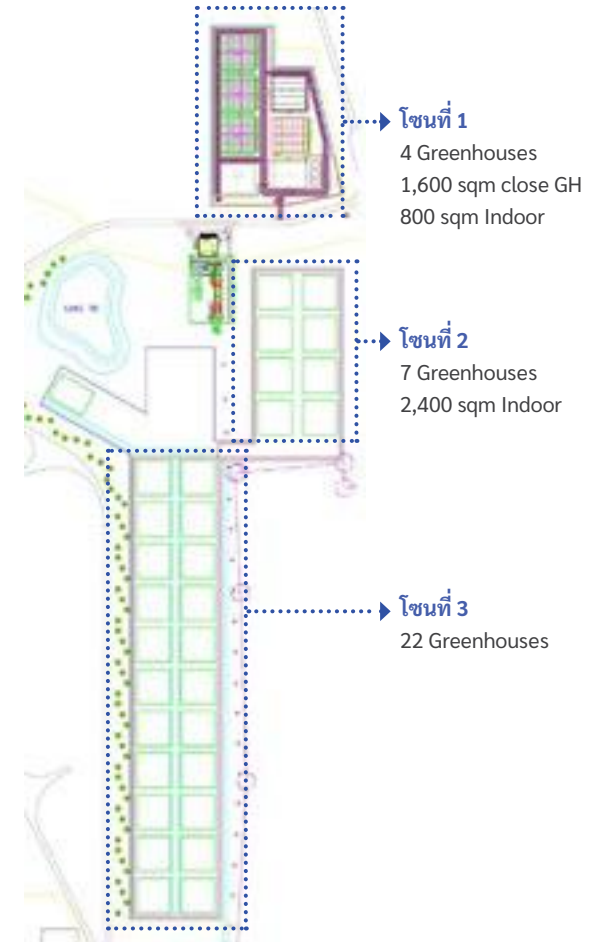 โซนที่ 1
4 Greenhouses
1,600 sqm close GH
800 sqm Indoor
โซนที่ 2
7 Greenhouses
2,400 sqm Indoor
โซนที่ 3
22 Greenhouses